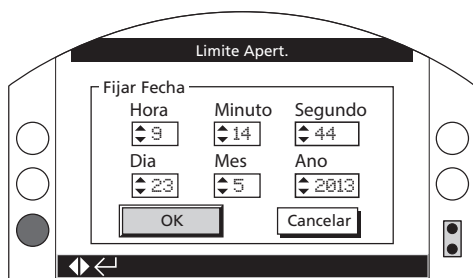 Limite Apert.
Fijar Fecha
Hora Minuto Segundo
9 14 44
Dia Mes Ano
23 5 2013
OK Cancelar